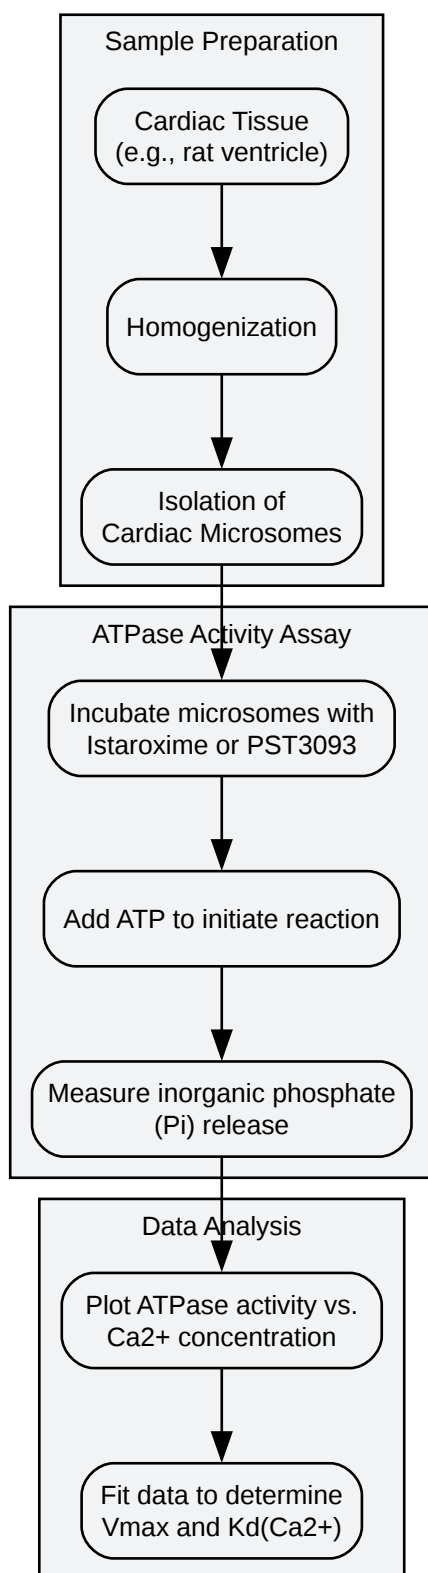 Sample Preparation
Cardiac Tissue
(e.g., rat ventricle)
Homogenization
Isolation of
Cardiac Microsomes
ATPase Activity Assay
Incubate microsomes with
Istaroxime or PST3093
Add ATP to initiate reaction
Measure inorganic phosphate
(Pi) release
Data Analysis
Plot ATPase activity vs.
Ca2+ concentration
Fit data to determine
Vmax and Kd(Ca2+)